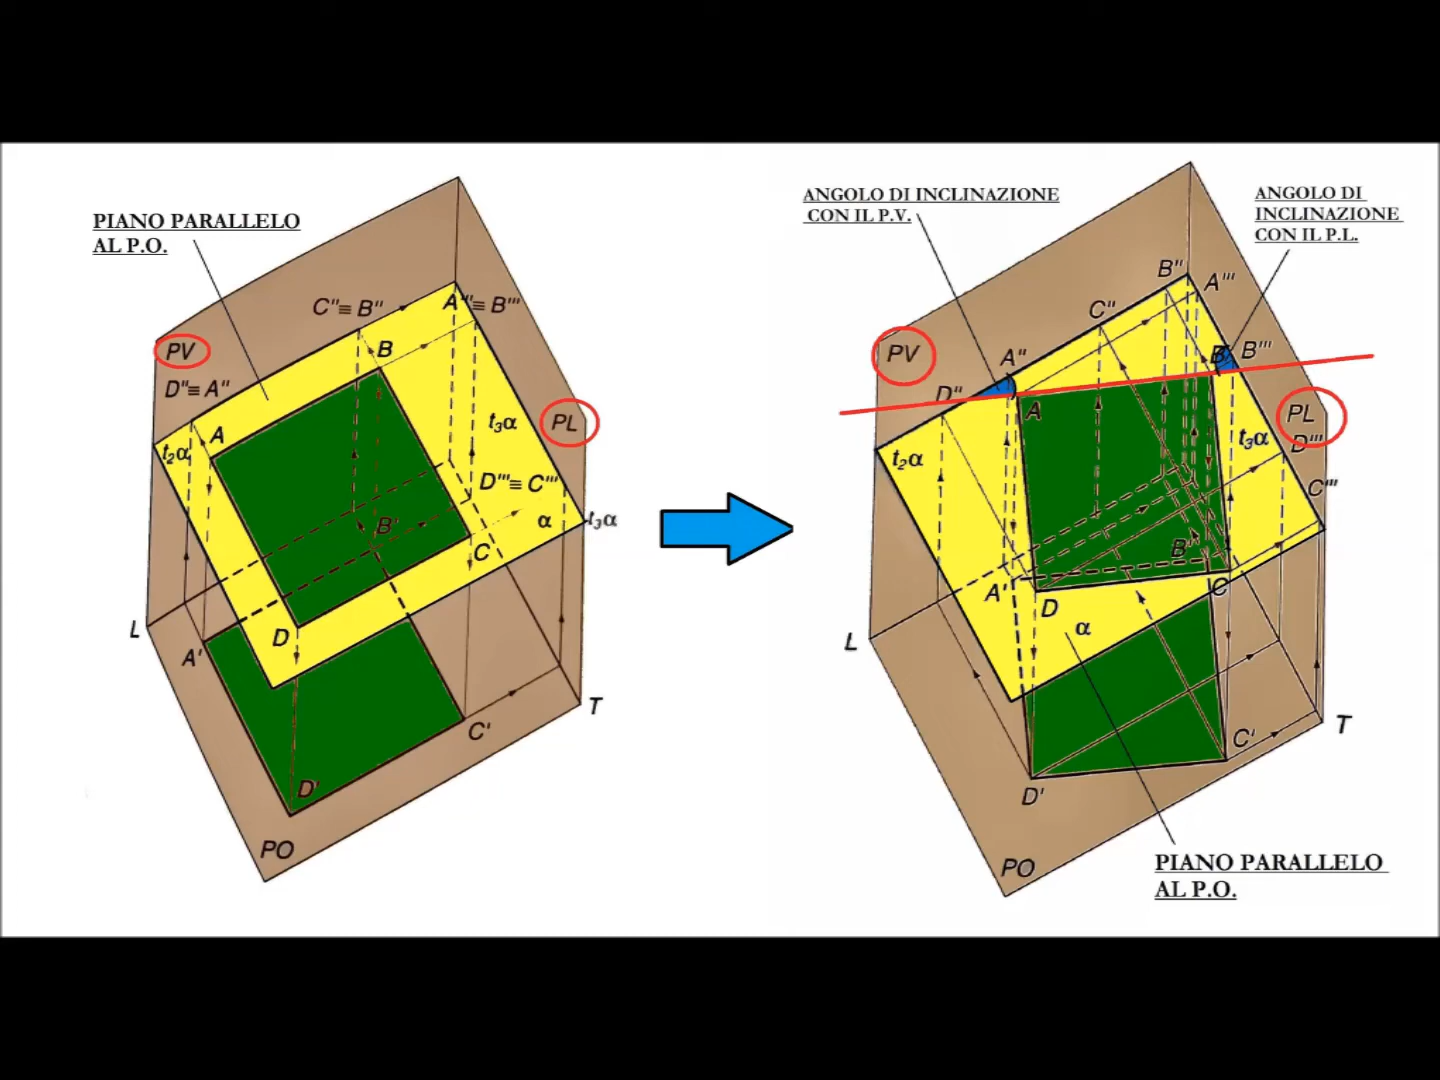 PIANO PARALLELO
AL P.O.
PV
C"≡ B"
A"'≡ B"'
B
D"≡ A"
A
t₂α
t₃α
PL
D"'≡ C"'
α
t₃α
B'
C
L
A'
D
T
C'
D'
PO
ANGOLO DI INCLINAZIONE
CON IL P.V.
ANGOLO DI
INCLINAZIONE
CON IL P.L.
B"
A"'
C"
PV
A"
B"'
D"
A
PL
t₂α
t₃α
D"'
C"'
B'
A'
D
C
α
L
T
C'
D'
PO
PIANO PARALLELO
AL P.O.